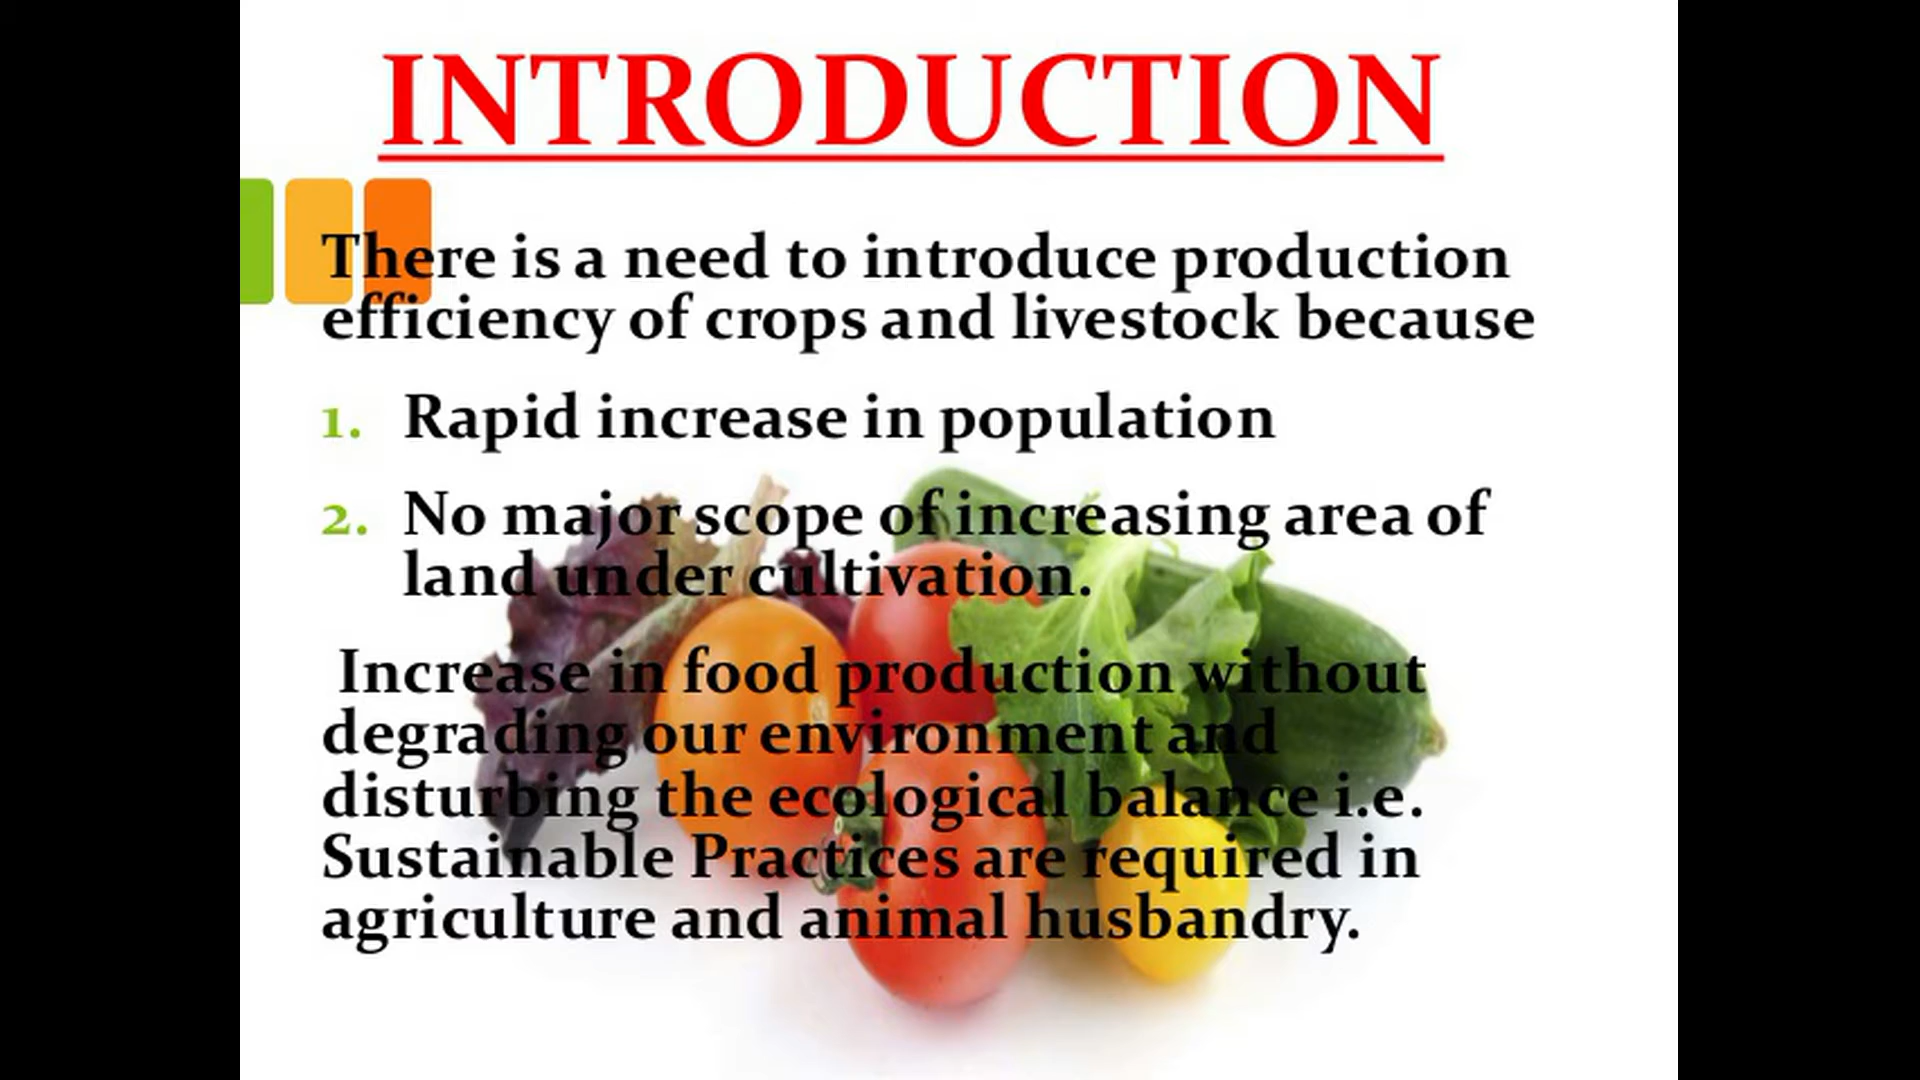 INTRODUCTION
There is a need to introduce production
efficiency of crops and livestock because
1. Rapid increase in population
2. No major scope of increasing area of
land under cultivation.
Increase in food production without
degrading our environment and
disturbing the ecological balance i.e.
Sustainable Practices are required in
agriculture and animal husbandry.